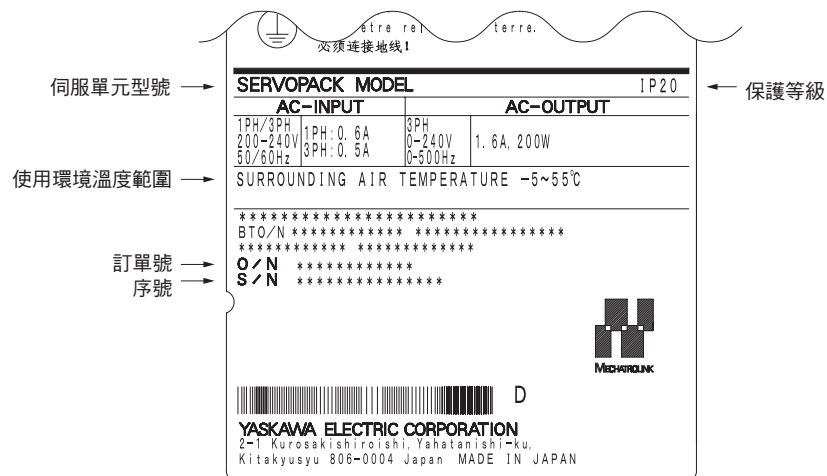 etre re terre.
必须连接地线!
伺服單元型號
SERVOPACK MODEL
IP20
保護等級
AC-INPUT
AC-OUTPUT
1PH/3PH
200-240V
50/60Hz
1PH:0.6A
3PH:0.5A
3PH
0-240V
0-500Hz
1.6A, 200W
使用環境溫度範圍
SURROUNDING AIR TEMPERATURE -5~55℃
***********************
BTO/N ************ ***************
************ ************
訂單號
O/N ************
序號
S/N ***************
MECHATROLINK
D
YASKAWA ELECTRIC CORPORATION
2-1 Kurosakishiroishi, Yahatanishi-ku,
Kitakyusyu 806-0004 Japan MADE IN JAPAN